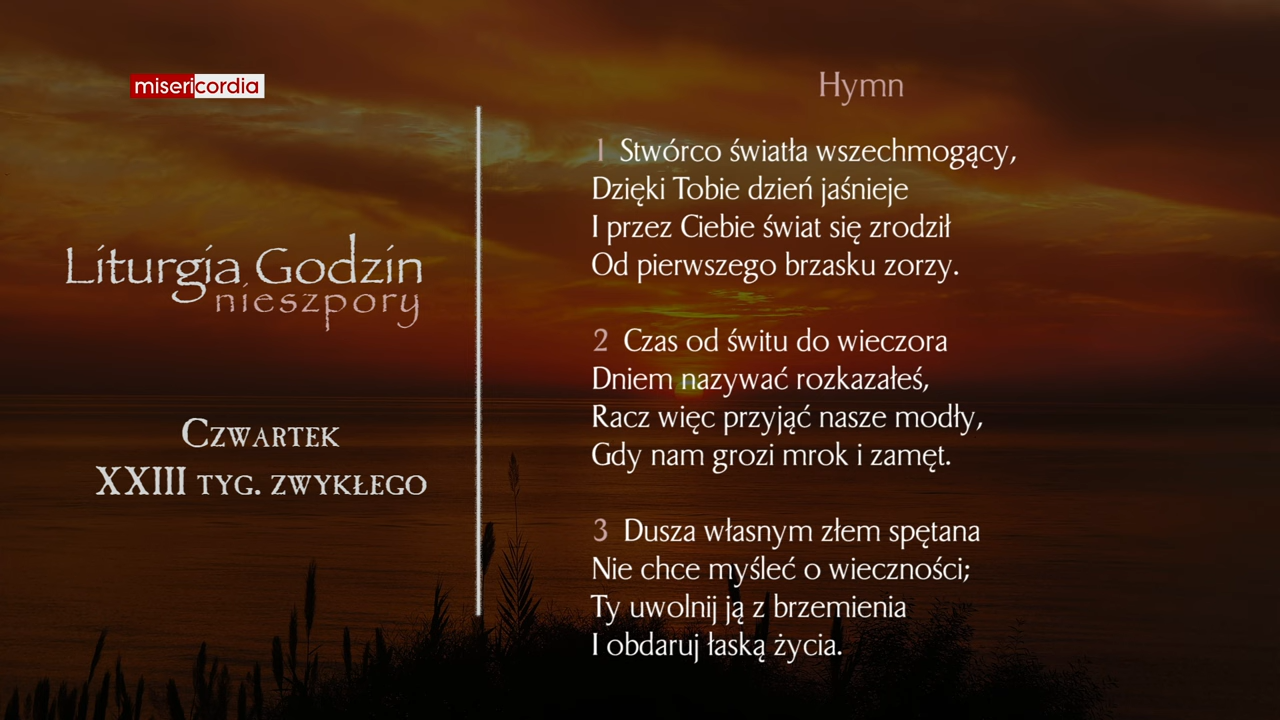 misericordia
Liturgia Godzin
nieszpory
Czwartek
XXIII tyg. zwykłego
Hymn
1 Stwórco światła wszechmogący,
Dzięki Tobie dzień jaśnieje
I przez Ciebie świat się zrodził
Od pierwszego brzasku zorzy.
2 Czas od świtu do wieczora
Dniem nazywać rozkazałeś,
Racz więc przyjąć nasze modły,
Gdy nam grozi mrok i zamęt.
3 Dusza własnym złem spętana
Nie chce myśleć o wieczności;
Ty uwolnij ją z brzemienia
I obdaruj łaską życia.